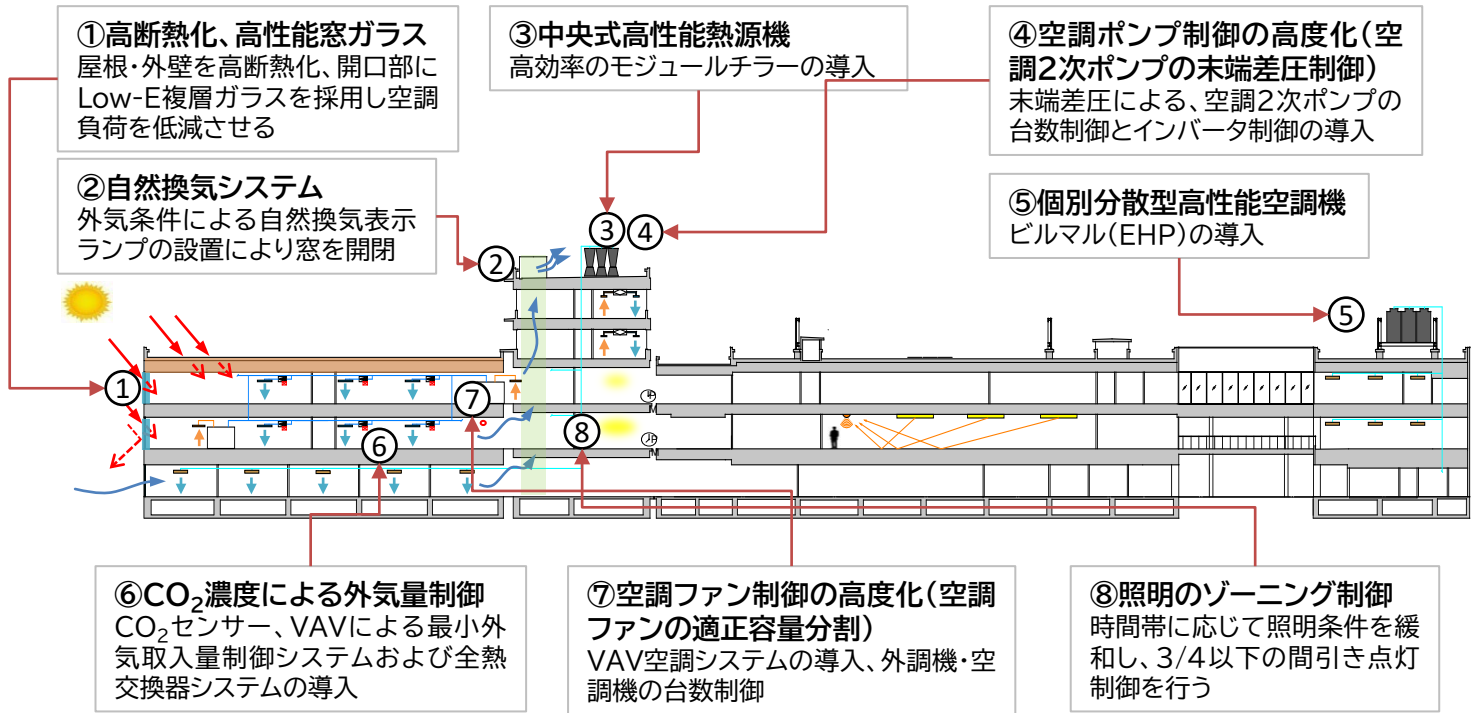 ①高断熱化、高性能窓ガラス
屋根・外壁を高断熱化、開口部に
Low-E複層ガラスを採用し空調
負荷を低減させる
②自然換気システム
外気条件による自然換気表示
ランプの設置により窓を開閉
③中央式高性能熱源機
高効率のモジュールチラーの導入
④空調ポンプ制御の高度化(空
調2次ポンプの末端差圧制御)
末端差圧による、空調2次ポンプの
台数制御とインバータ制御の導入
⑤個別分散型高性能空調機
ビルマル(EHP)の導入
③
④
②
⑤
①
⑦
⑥
⑧
⑥CO₂濃度による外気量制御
CO₂センサー、VAVによる最小外
気取入量制御システムおよび全熱
交換器システムの導入
⑦空調ファン制御の高度化(空調
ファンの適正容量分割)
VAV空調システムの導入、外調機・空
調機の台数制御
⑧照明のゾーニング制御
時間帯に応じて照明条件を緩
和し、3/4以下の間引き点灯
制御を行う